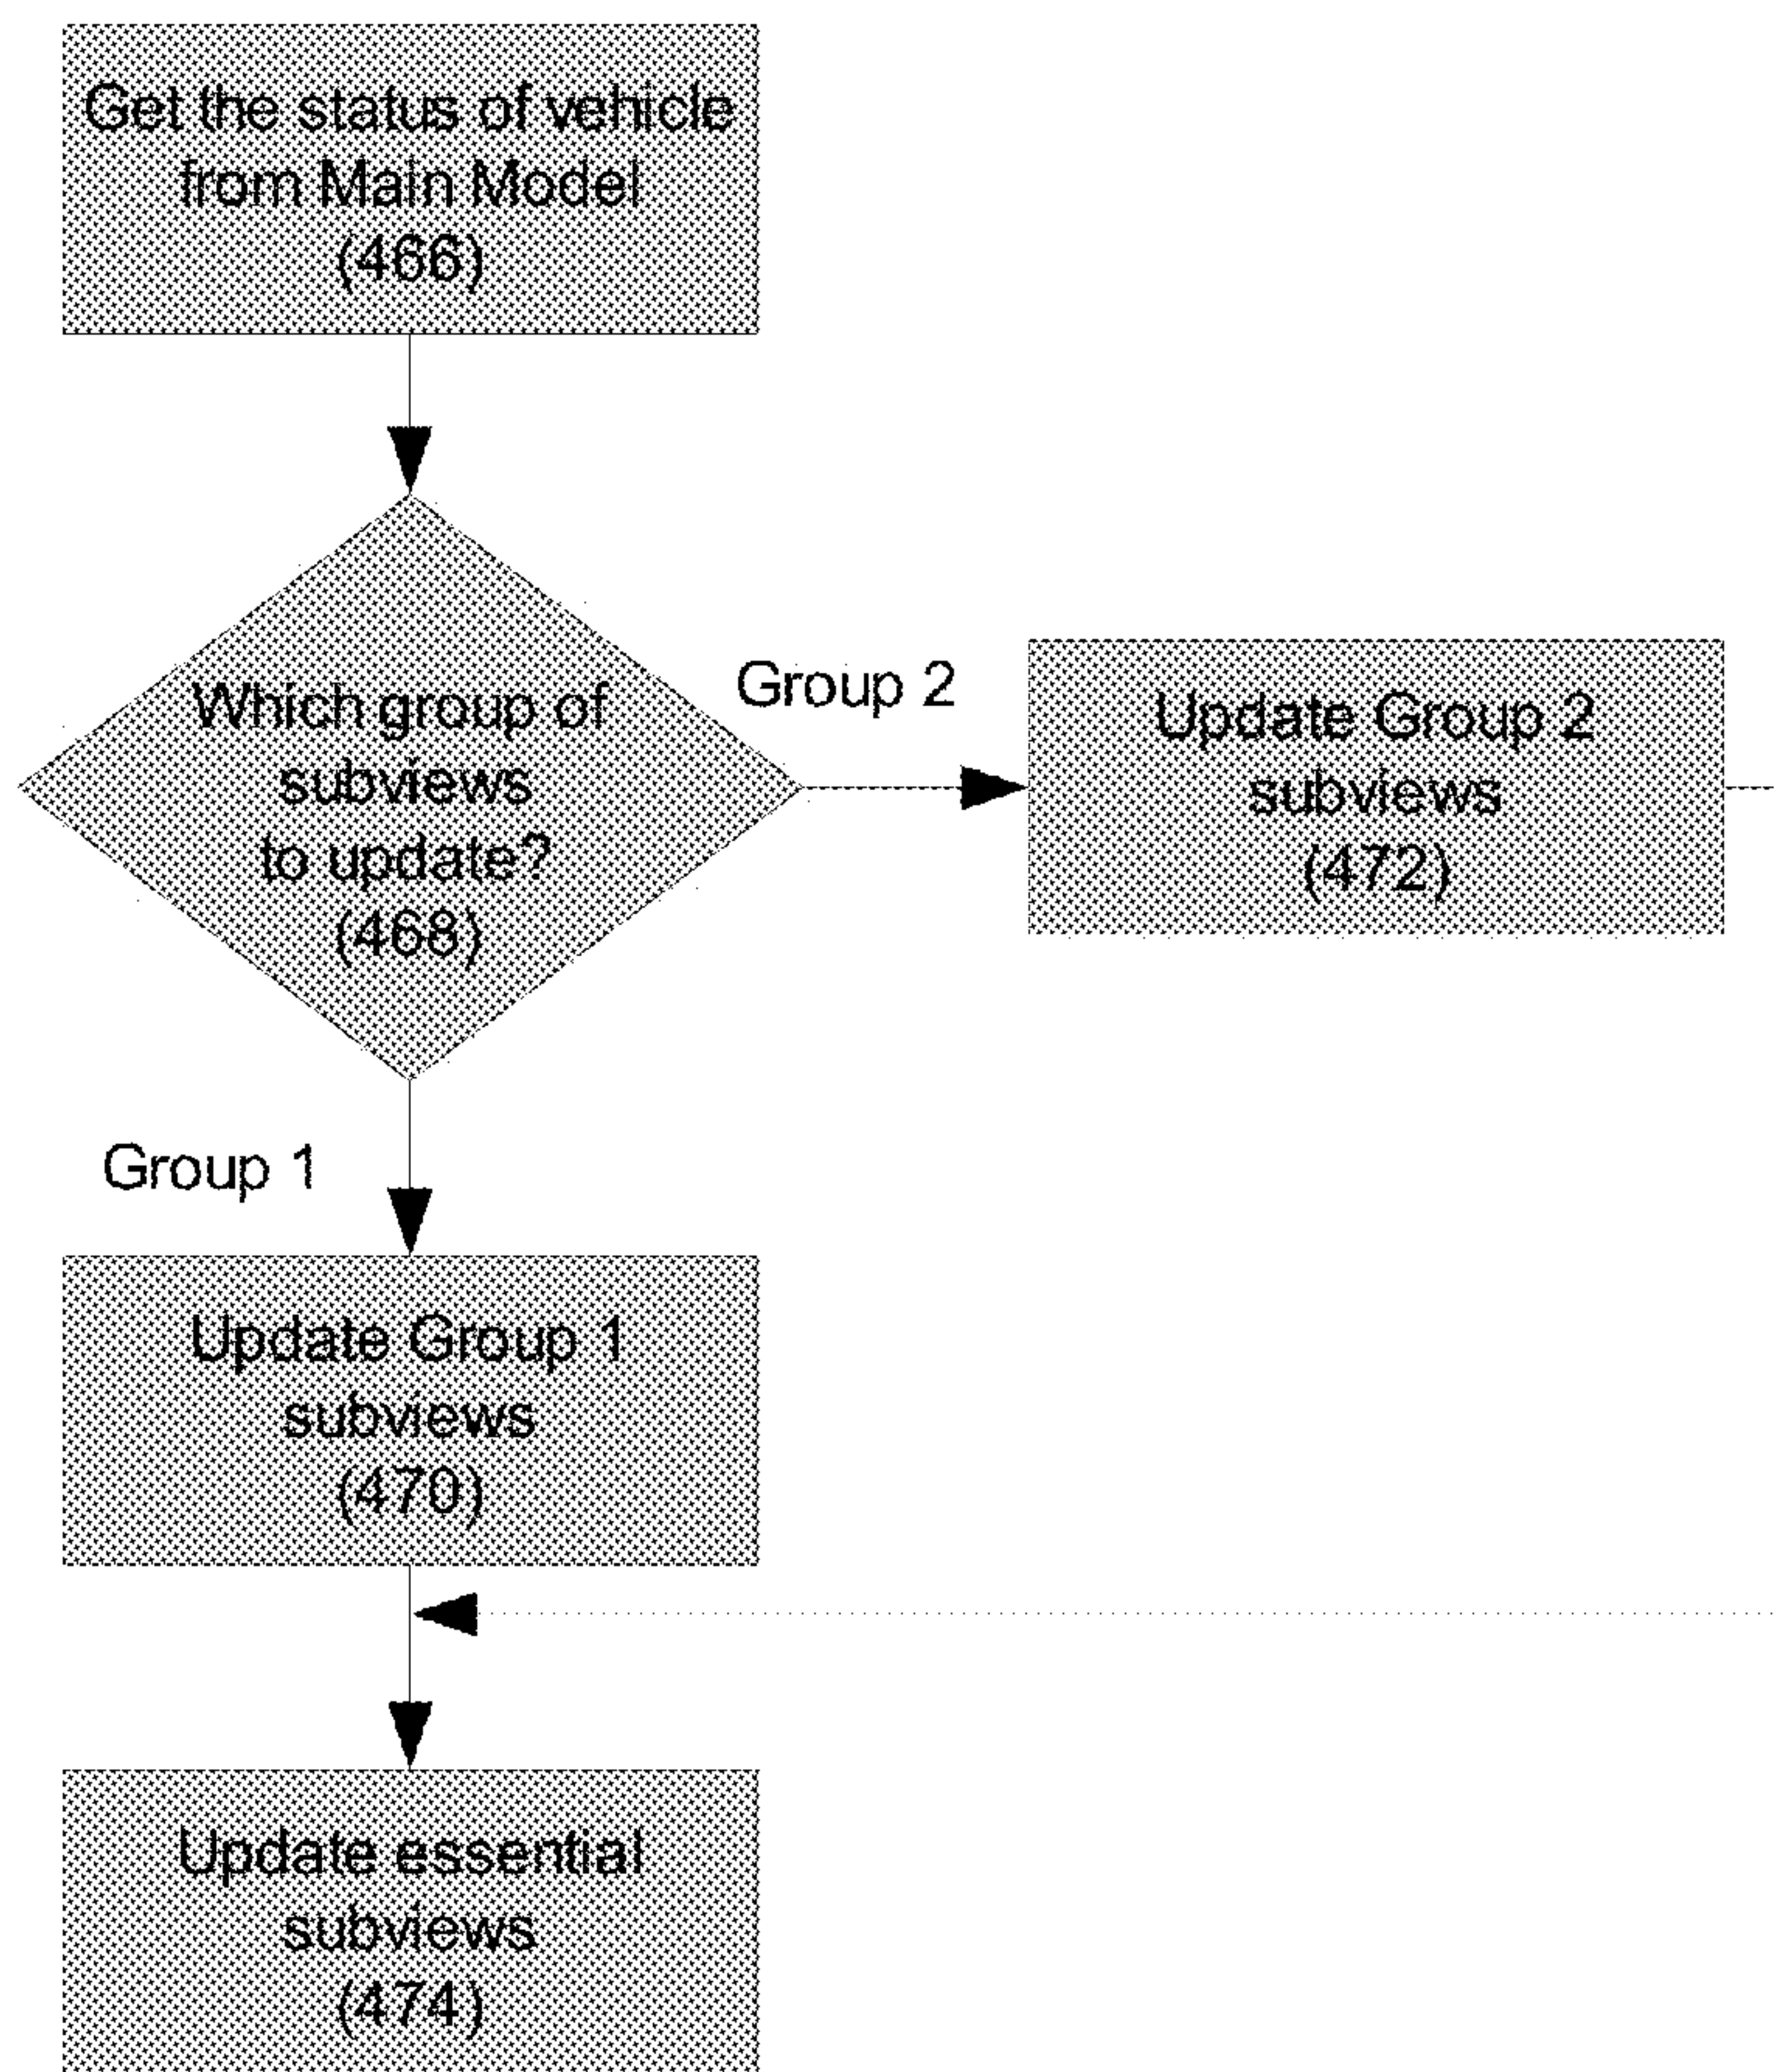 Get the status of vehicle
from Main Model
(466)
Which group of
subviews
to update?
(468)
Group 2
Update Group 2
subviews
(472)
Group 1
Update Group 1
subviews
(470)
Update essential
subviews
(474)